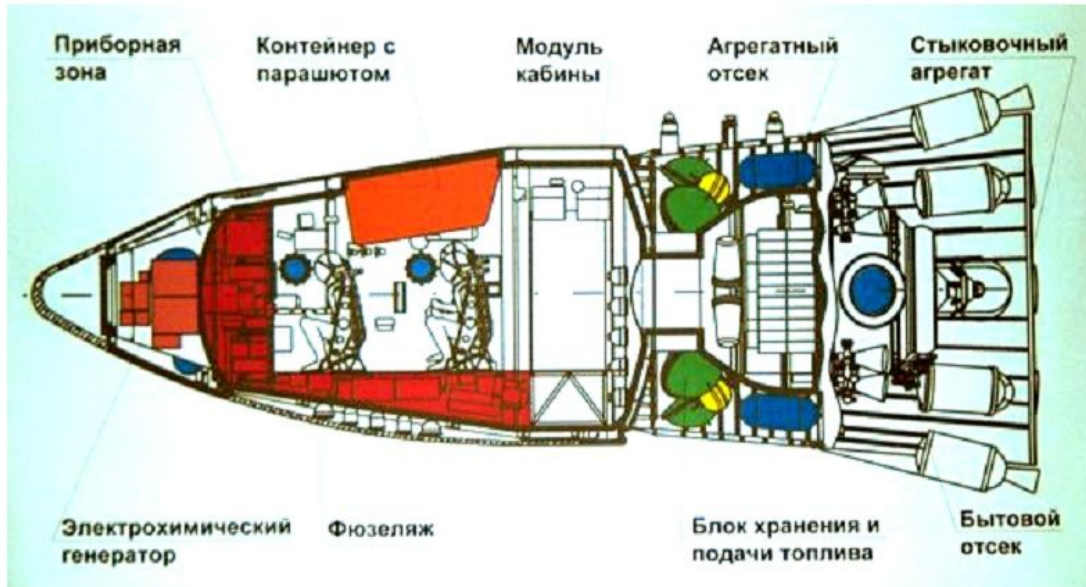 Приборная
зона
Контейнер с
парашютом
Модуль
кабины
Агрегатный
отсек
Стыковочный
агрегат
Электрохимический
генератор
Фюзеляж
Блок хранения и
подачи топлива
Бытовой
отсек